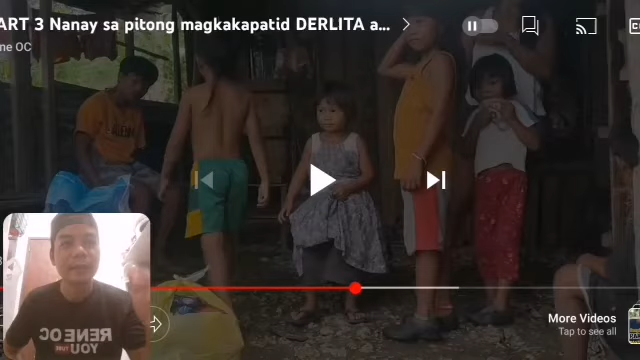 ART 3 Nanay sa pitong magkakapatid DERLITA a...
ne OC
RENE OC
YOU
More Videos
Tap to see all